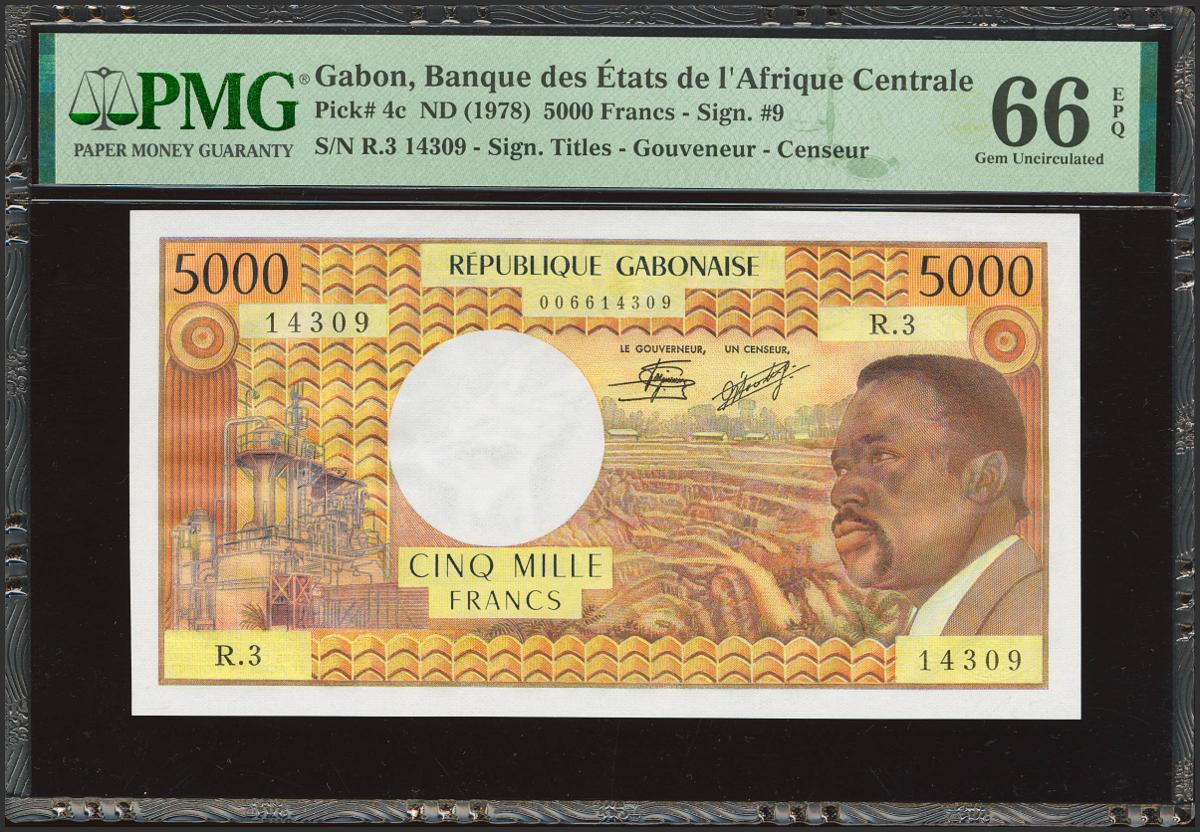 PMG®
PAPER MONEY GUARANTY
Gabon, Banque des États de l'Afrique Centrale
Pick# 4c ND (1978) 5000 Francs - Sign. #9
S/N R.3 14309 - Sign. Titles - Gouveneur - Censeur
66
EPQ
Gem Uncirculated
5000
RÉPUBLIQUE GABONAISE
5000
006614309
14309
R.3
LE GOUVERNEUR, UN CENSEUR,
CINQ MILLE
FRANCS
R.3
14309